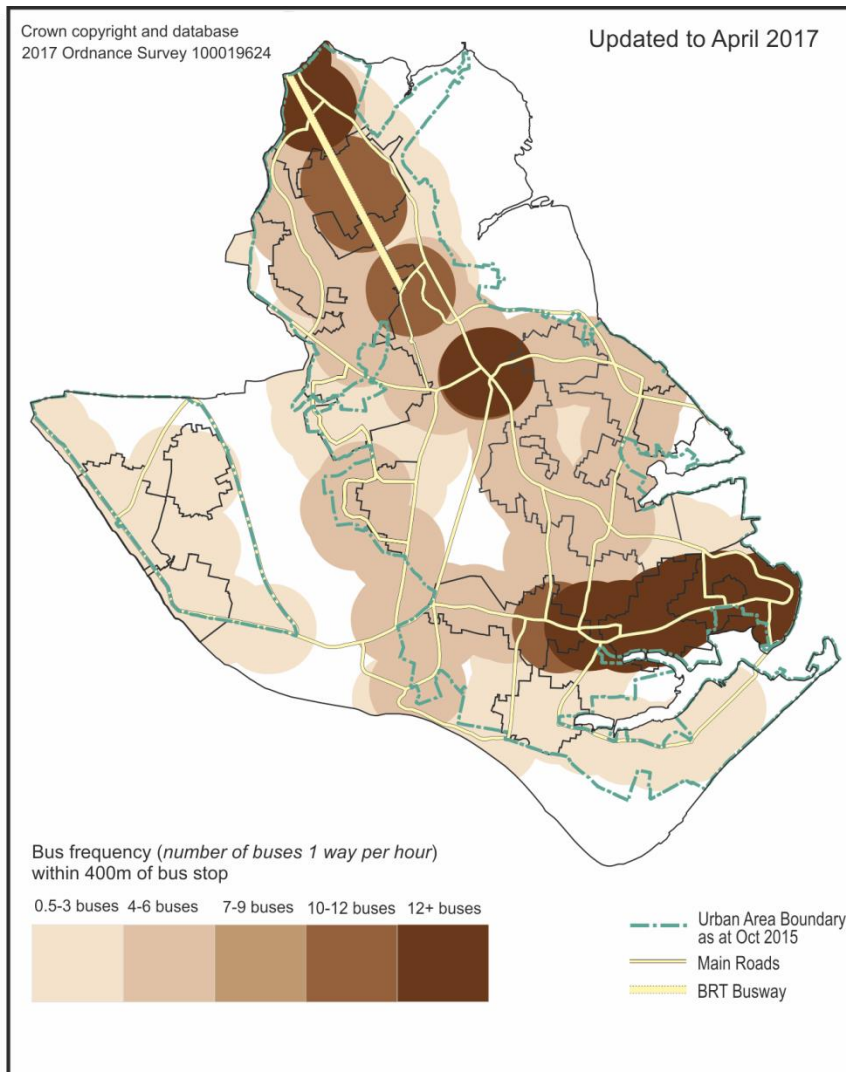 Crown copyright and database
2017 Ordnance Survey 100019624
Updated to April 2017
Bus frequency (number of buses 1 way per hour)
within 400m of bus stop
0.5-3 buses
4-6 buses
7-9 buses
10-12 buses
12+ buses
Urban Area Boundary
as at Oct 2015
Main Roads
BRT Busway